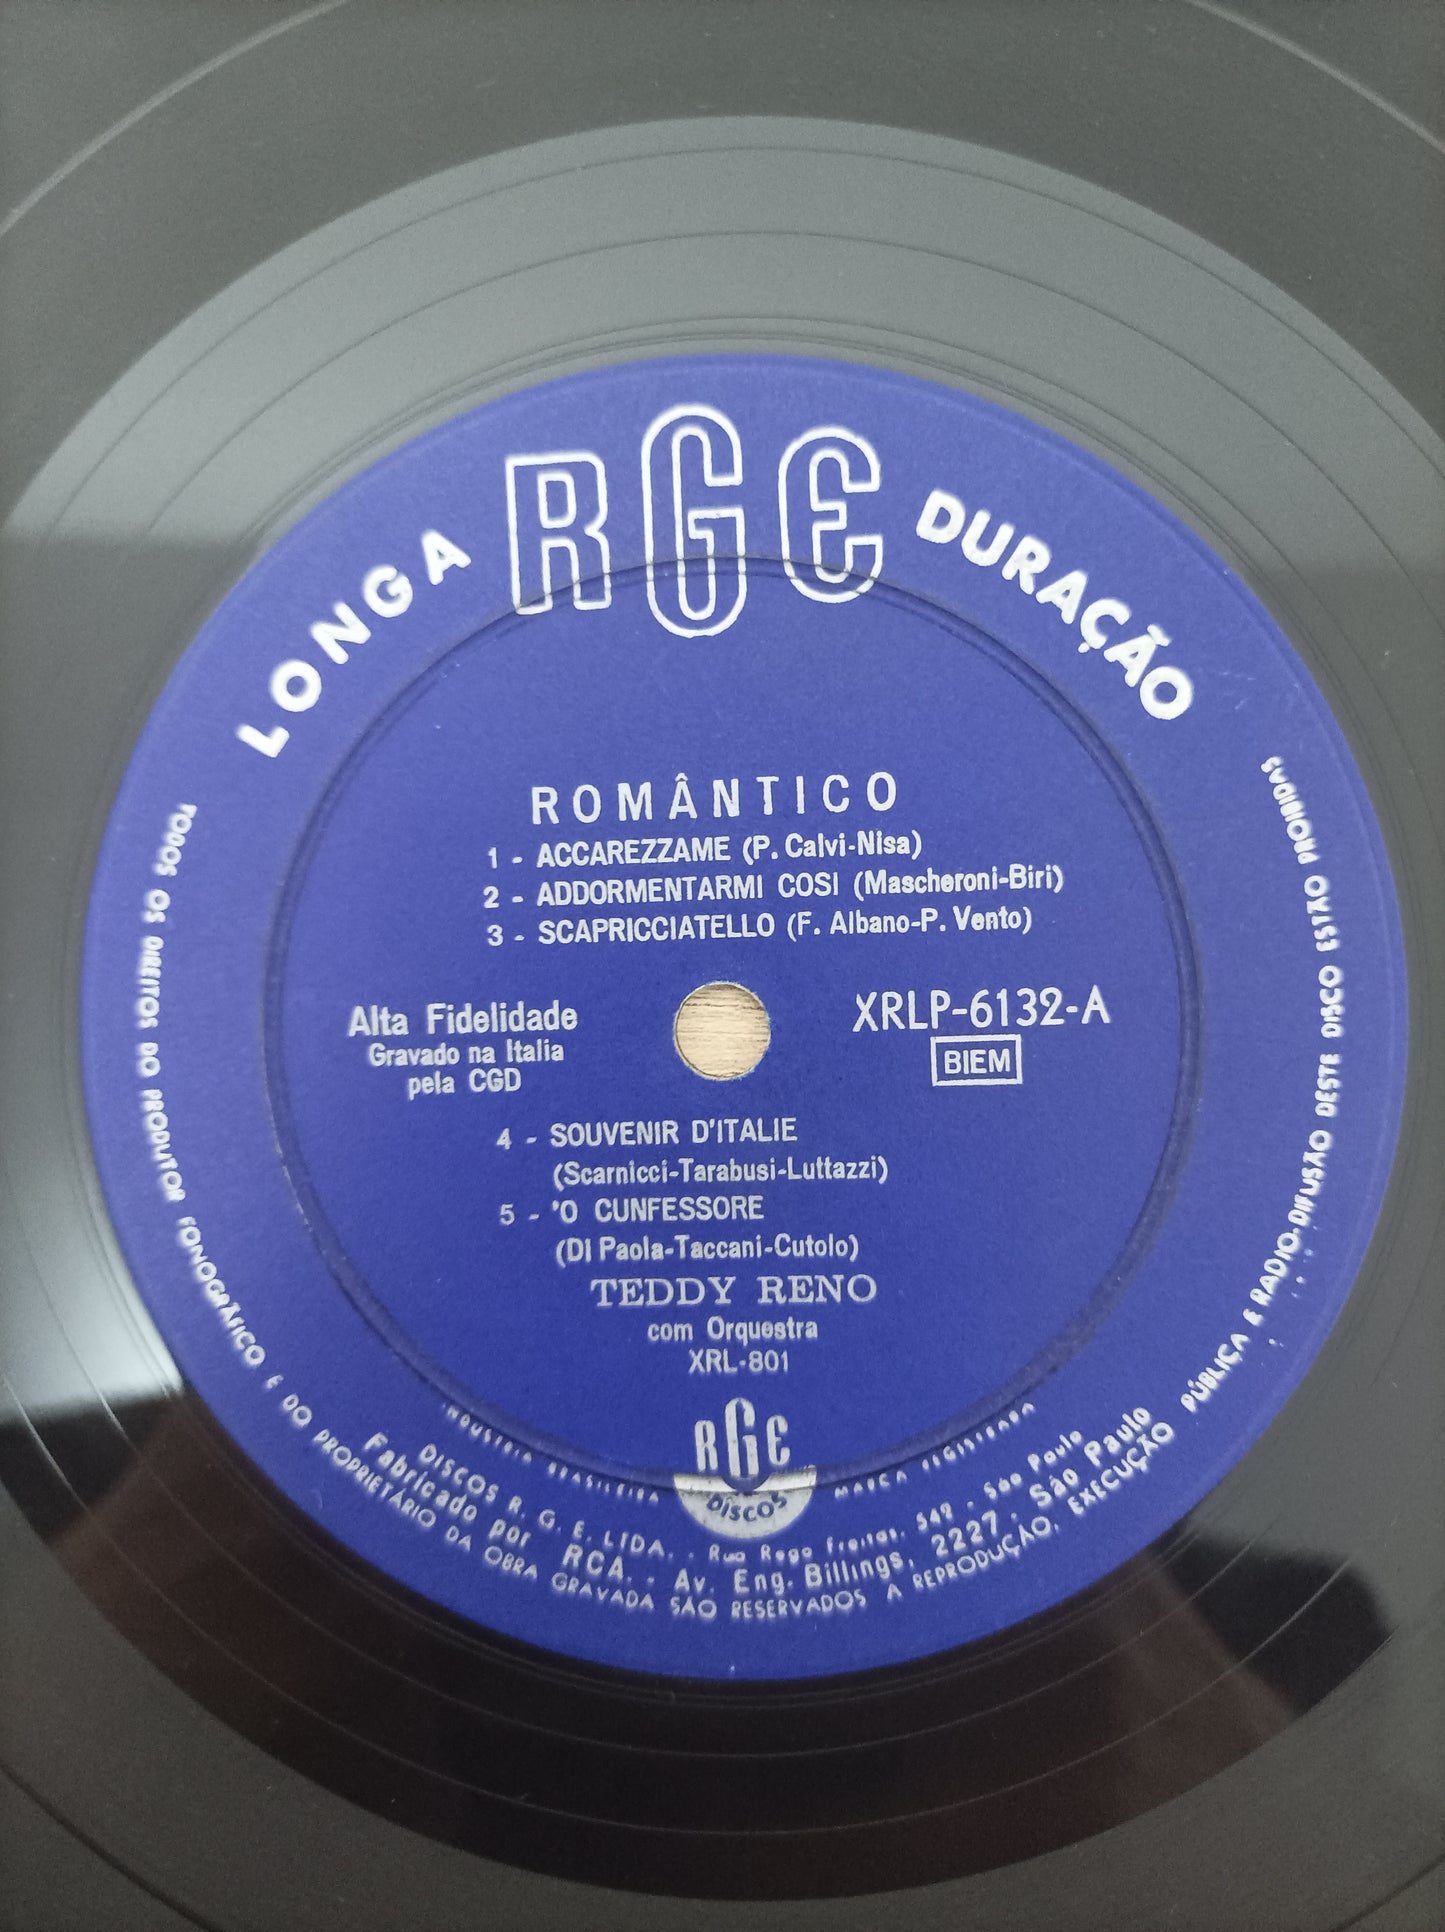 LONGA RGE DURAÇÃO
ROMÂNTICO
1 - ACCAREZZAME (P. Calvi-Nisa)
2 - ADDORMENTARMI COSI (Mascheroni-Biri)
3 - SCAPRICCIATELLO (F. Albano-P. Vento)
Alta Fidelidade
Gravado na Italia
pela CGD
XRLP-6132-A
BIEM
4 - SOUVENIR D'ITALIE
(Scarnicci-Tarabusi-Luttazzi)
5 - 'O CUNFESSORE
(Di Paola-Taccani-Cutolo)
TEDDY RENO
com Orquestra
XRL-801
RGE
DISCOS
INDUSTRIA BRASILEIRA
MARCA REGISTRADA
DISCOS R. G. E. LTDA. - Rua Rego Freitas, 542 - São Paulo
Fabricado por RCA. - Av. Eng. Billings, 2227 - São Paulo
TODOS OS DIREITOS DO PRODUTOR FONOGRÁFICO E DO PROPRIETÁRIO DA OBRA GRAVADA SÃO RESERVADOS A REPRODUÇÃO, EXECUÇÃO PÚBLICA E RADIO-DIFUSÃO DESTE DISCO ESTÃO PROIBIDAS